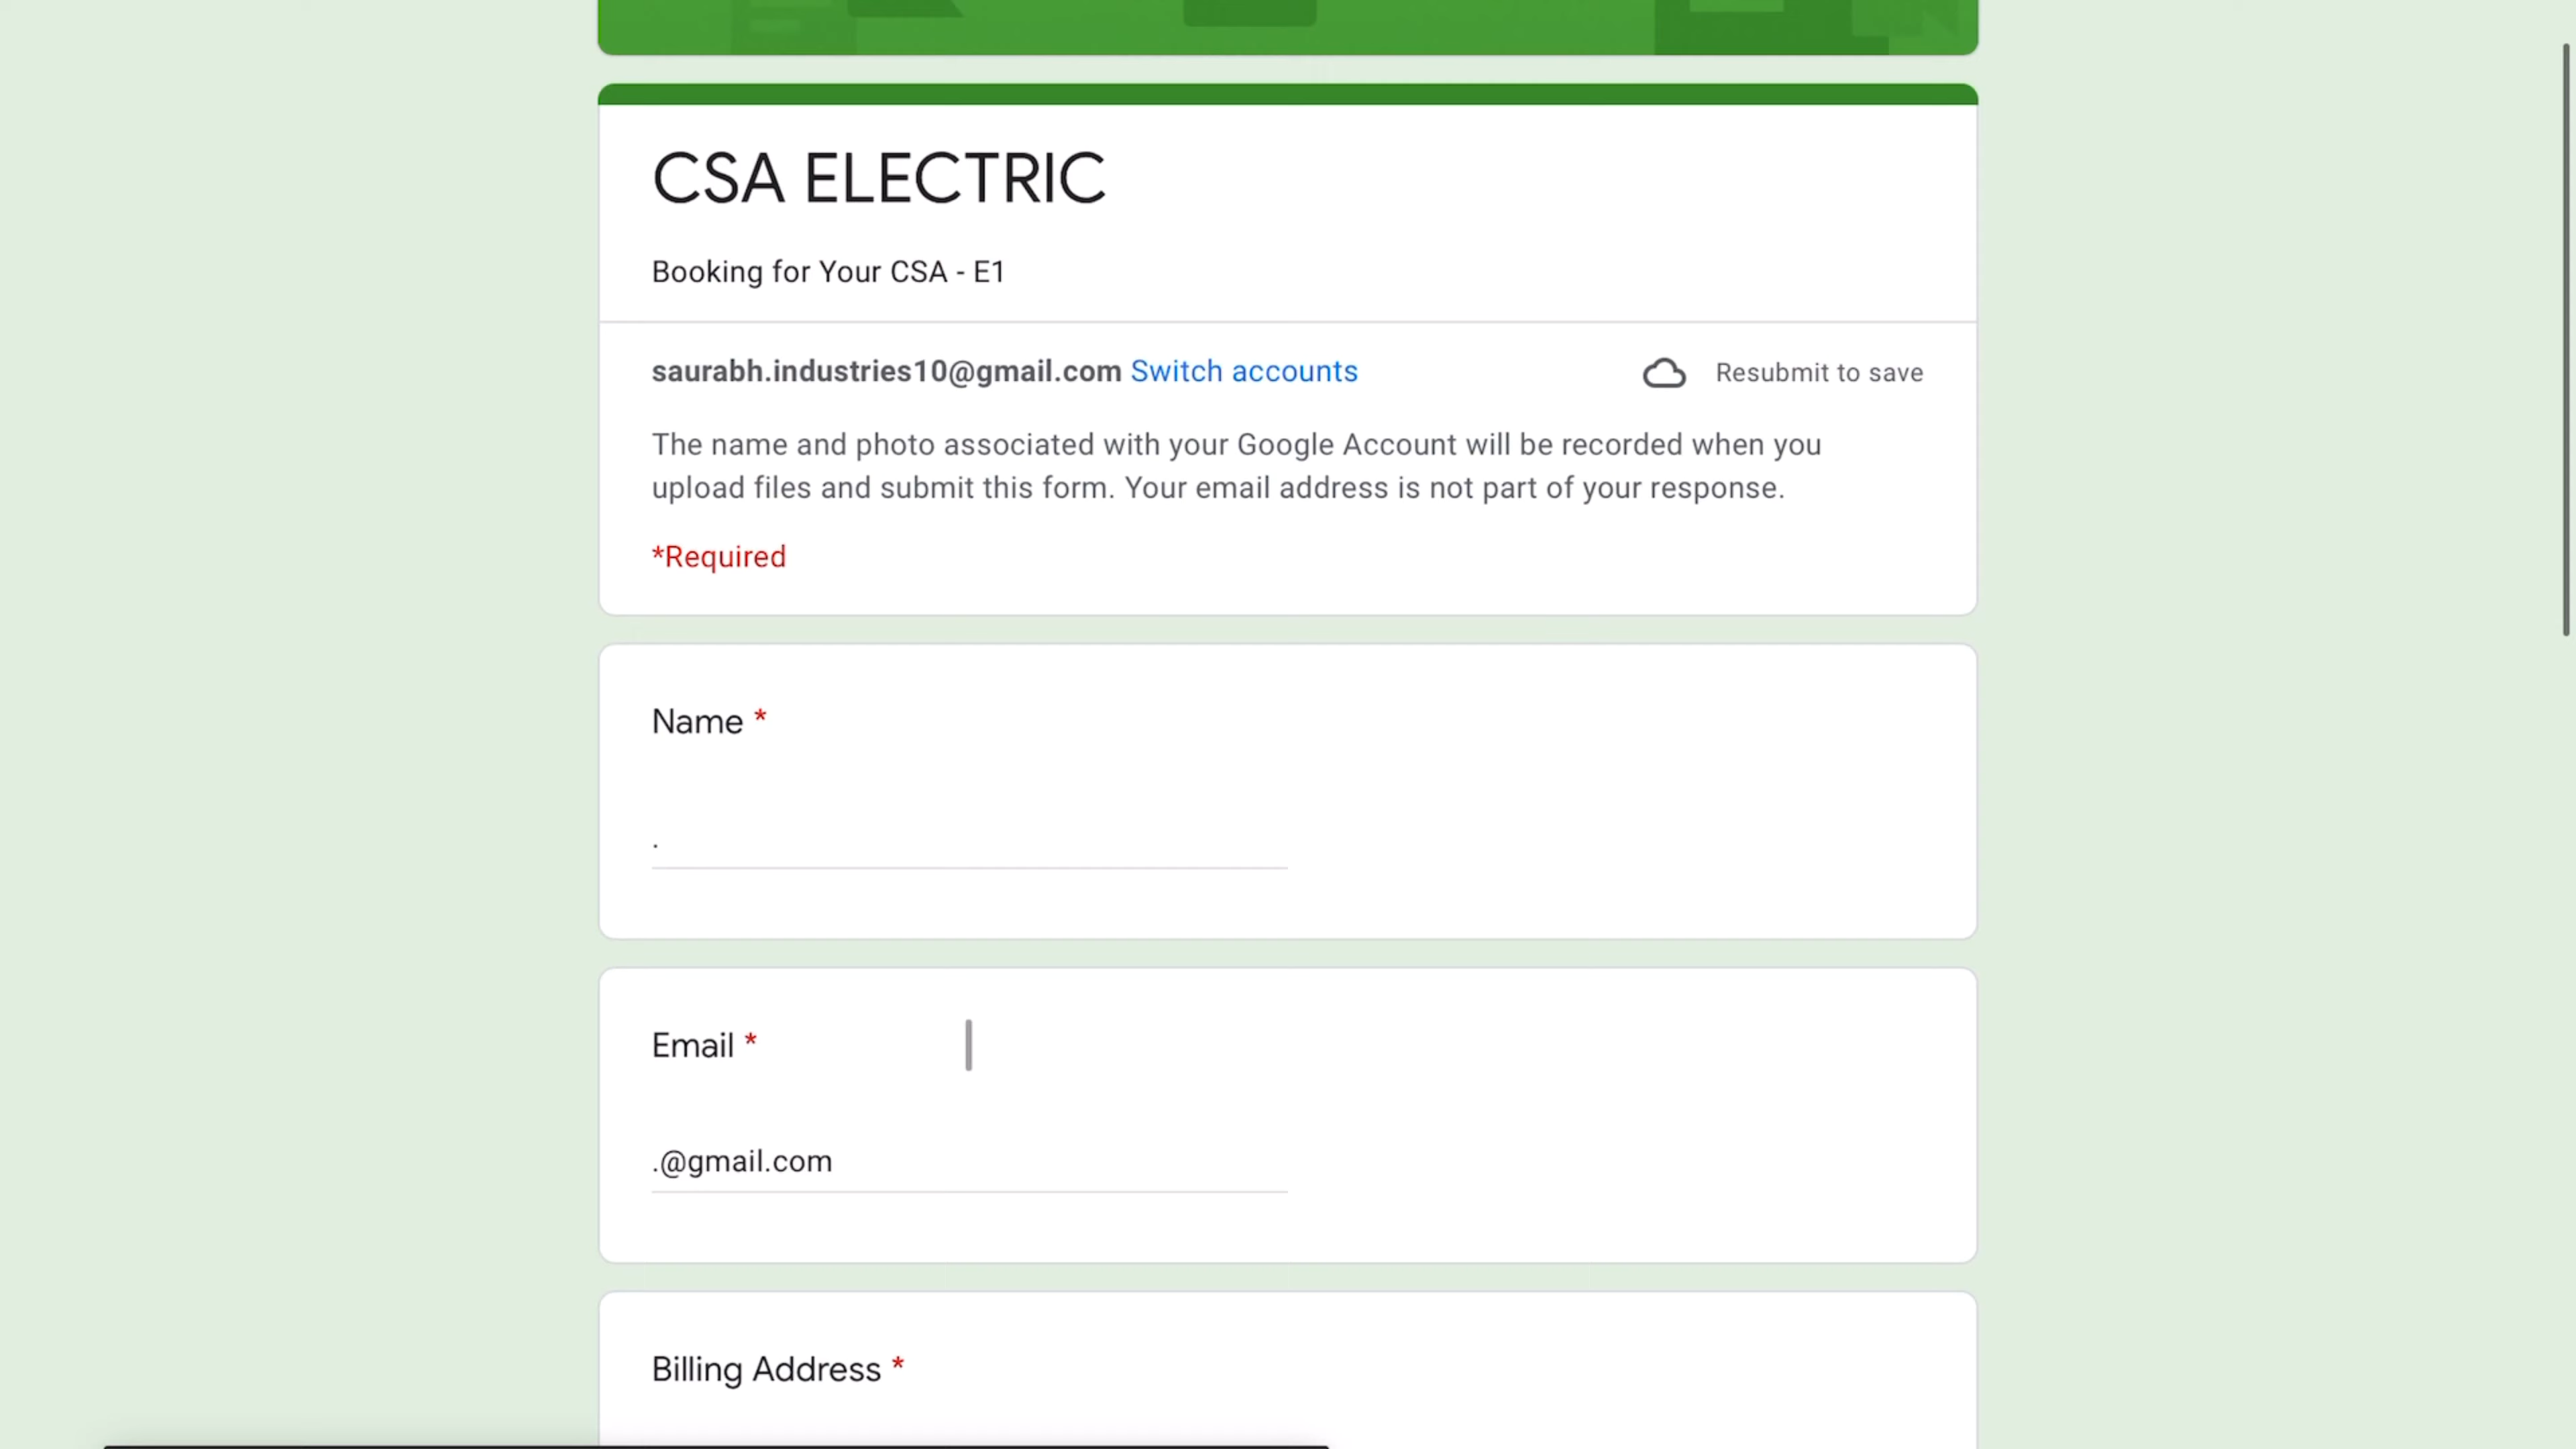 CSA ELECTRIC
Booking for Your CSA - E1
saurabh.industries10@gmail.com Switch accounts
Resubmit to save
The name and photo associated with your Google Account will be recorded when you
upload files and submit this form. Your email address is not part of your response.
*Required
Name *
.
Email *
.@gmail.com
Billing Address *